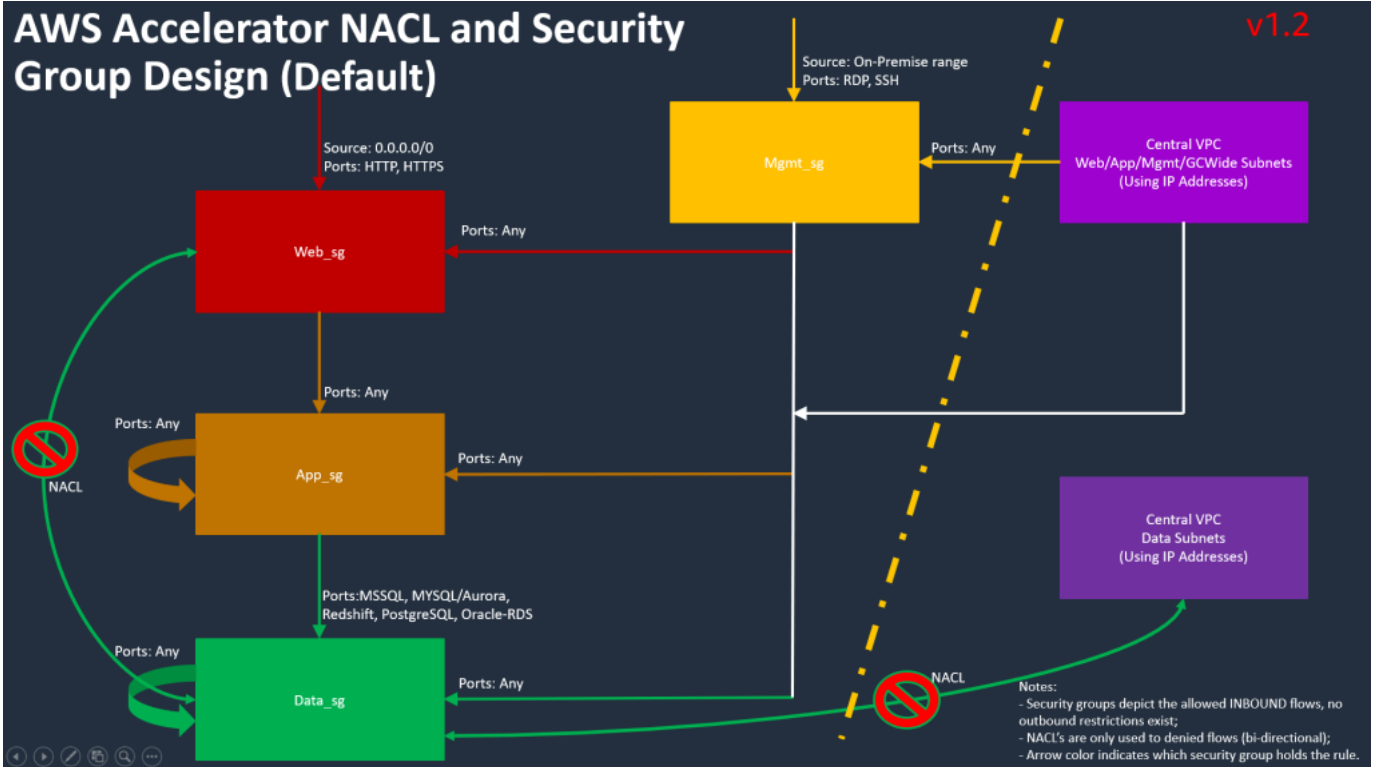 AWS Accelerator NACL and Security
Group Design (Default)
v1.2
Source: On-Premise range
Ports: RDP, SSH
Source: 0.0.0.0/0
Ports: HTTP, HTTPS
Mgmt_sg
Ports: Any
Central VPC
Web/App/Mgmt/GCWide Subnets
(Using IP Addresses)
Web_sg
Ports: Any
Ports: Any
Ports: Any
App_sg
Ports: Any
NACL
Central VPC
Data Subnets
(Using IP Addresses)
Ports:MSSQL, MYSQL/Aurora,
Redshift, PostgreSQL, Oracle-RDS
Ports: Any
Data_sg
Ports: Any
NACL
Notes:
- Security groups depict the allowed INBOUND flows, no
outbound restrictions exist;
- NACL's are only used to denied flows (bi-directional);
- Arrow color indicates which security group holds the rule.